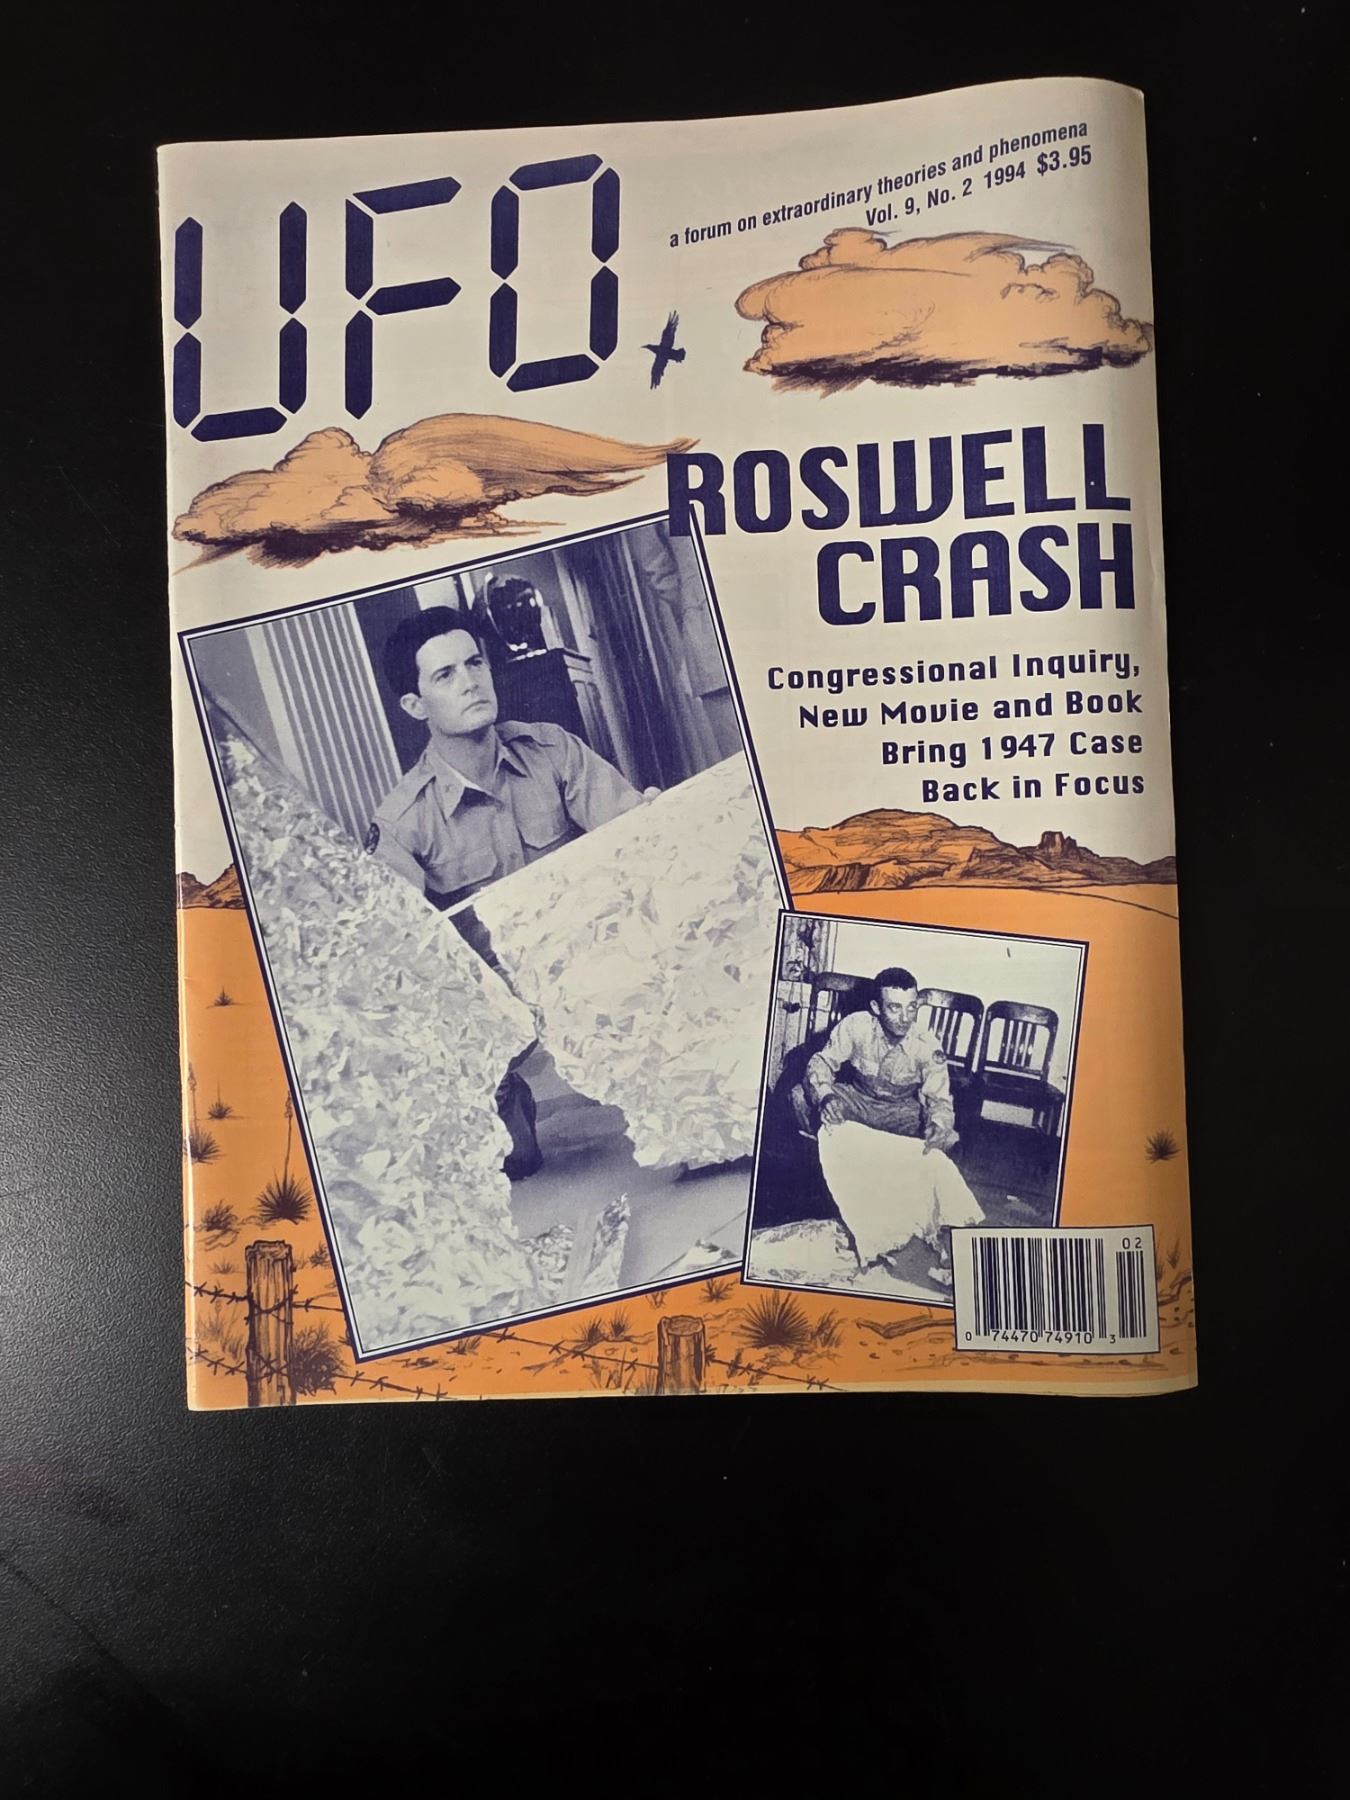 UFO
a forum on extraordinary theories and phenomena
Vol. 9, No. 2 1994 $3.95
ROSWELL
CRASH
Congressional Inquiry,
New Movie and Book
Bring 1947 Case
Back in Focus
02
0 74470 74910 3